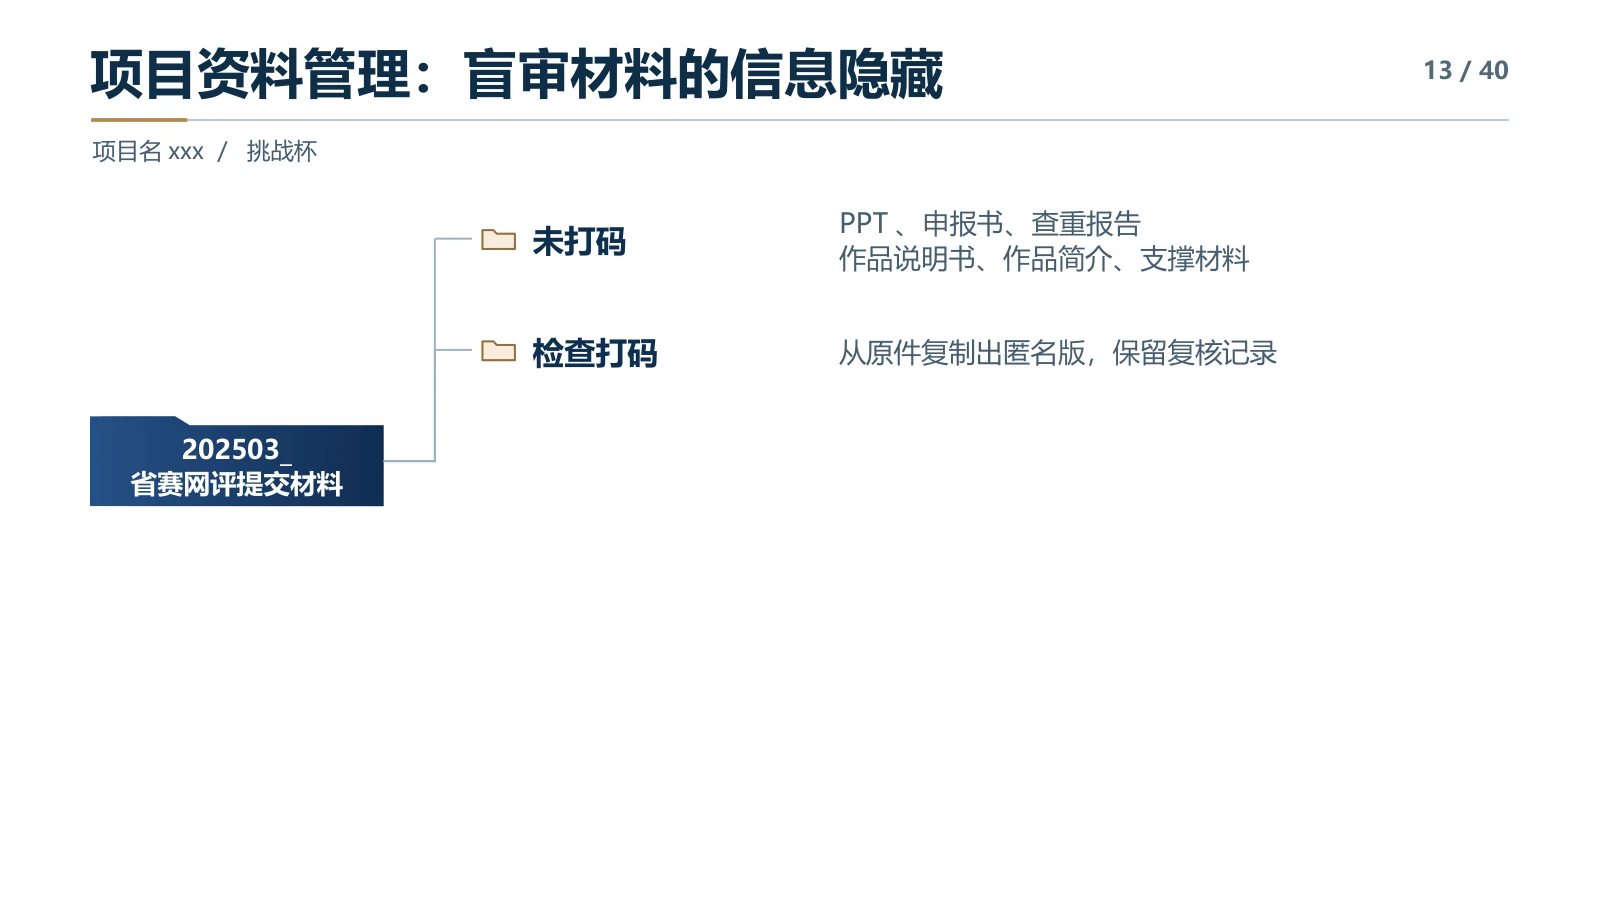 项目资料管理：盲审材料的信息隐藏
13 / 40
项目名 xxx / 挑战杯
未打码
PPT 、申报书、查重报告
作品说明书、作品简介、支撑材料
检查打码
从原件复制出匿名版，保留复核记录
202503_
省赛网评提交材料